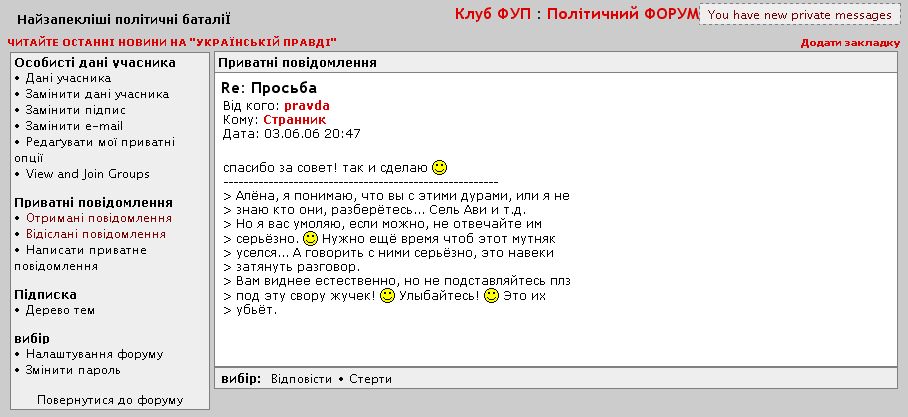 Найзапекліші політичні баталії
Клуб ФУП : Політичний ФОРУМ
You have new private messages
ЧИТАЙТЕ ОСТАННІ НОВИНИ НА "УКРАЇНСЬКІЙ ПРАВДІ"
Додати закладку
Особисті дані учасника
• Дані учасника
• Замінити дані учасника
• Замінити підпис
• Замінити e-mail
• Редаґувати мої приватні
опції
• View and Join Groups
Приватні повідомлення
• Отримані повідомлення
• Відіслані повідомлення
• Написати приватне
повідомлення
Підписка
• Дерево тем
вибір
• Налаштування форуму
• Змінити пароль
Повернутися до форуму
Приватні повідомлення
Re: Просьба
Від кого: pravda
Кому: Странник
Дата: 03.06.06 20:47
спасибо за совет! так и сделаю
-------------------------------------------------------
> Алёна, я понимаю, что вы с этими дурами, или я не
> знаю кто они, разберётесь... Сель Ави и т.д.
> Но я вас умоляю, если можно, не отвечайте им
> серьёзно. Нужно ещё время чтоб этот мутняк
> уселся... А говорить с ними серьёзно, это навеки
> затянуть разговор.
> Вам виднее естественно, но не подставляйтесь плз
> под эту свору жучек! Улыбайтесь! Это их
> убьёт.
вибір: Відповісти • Стерти